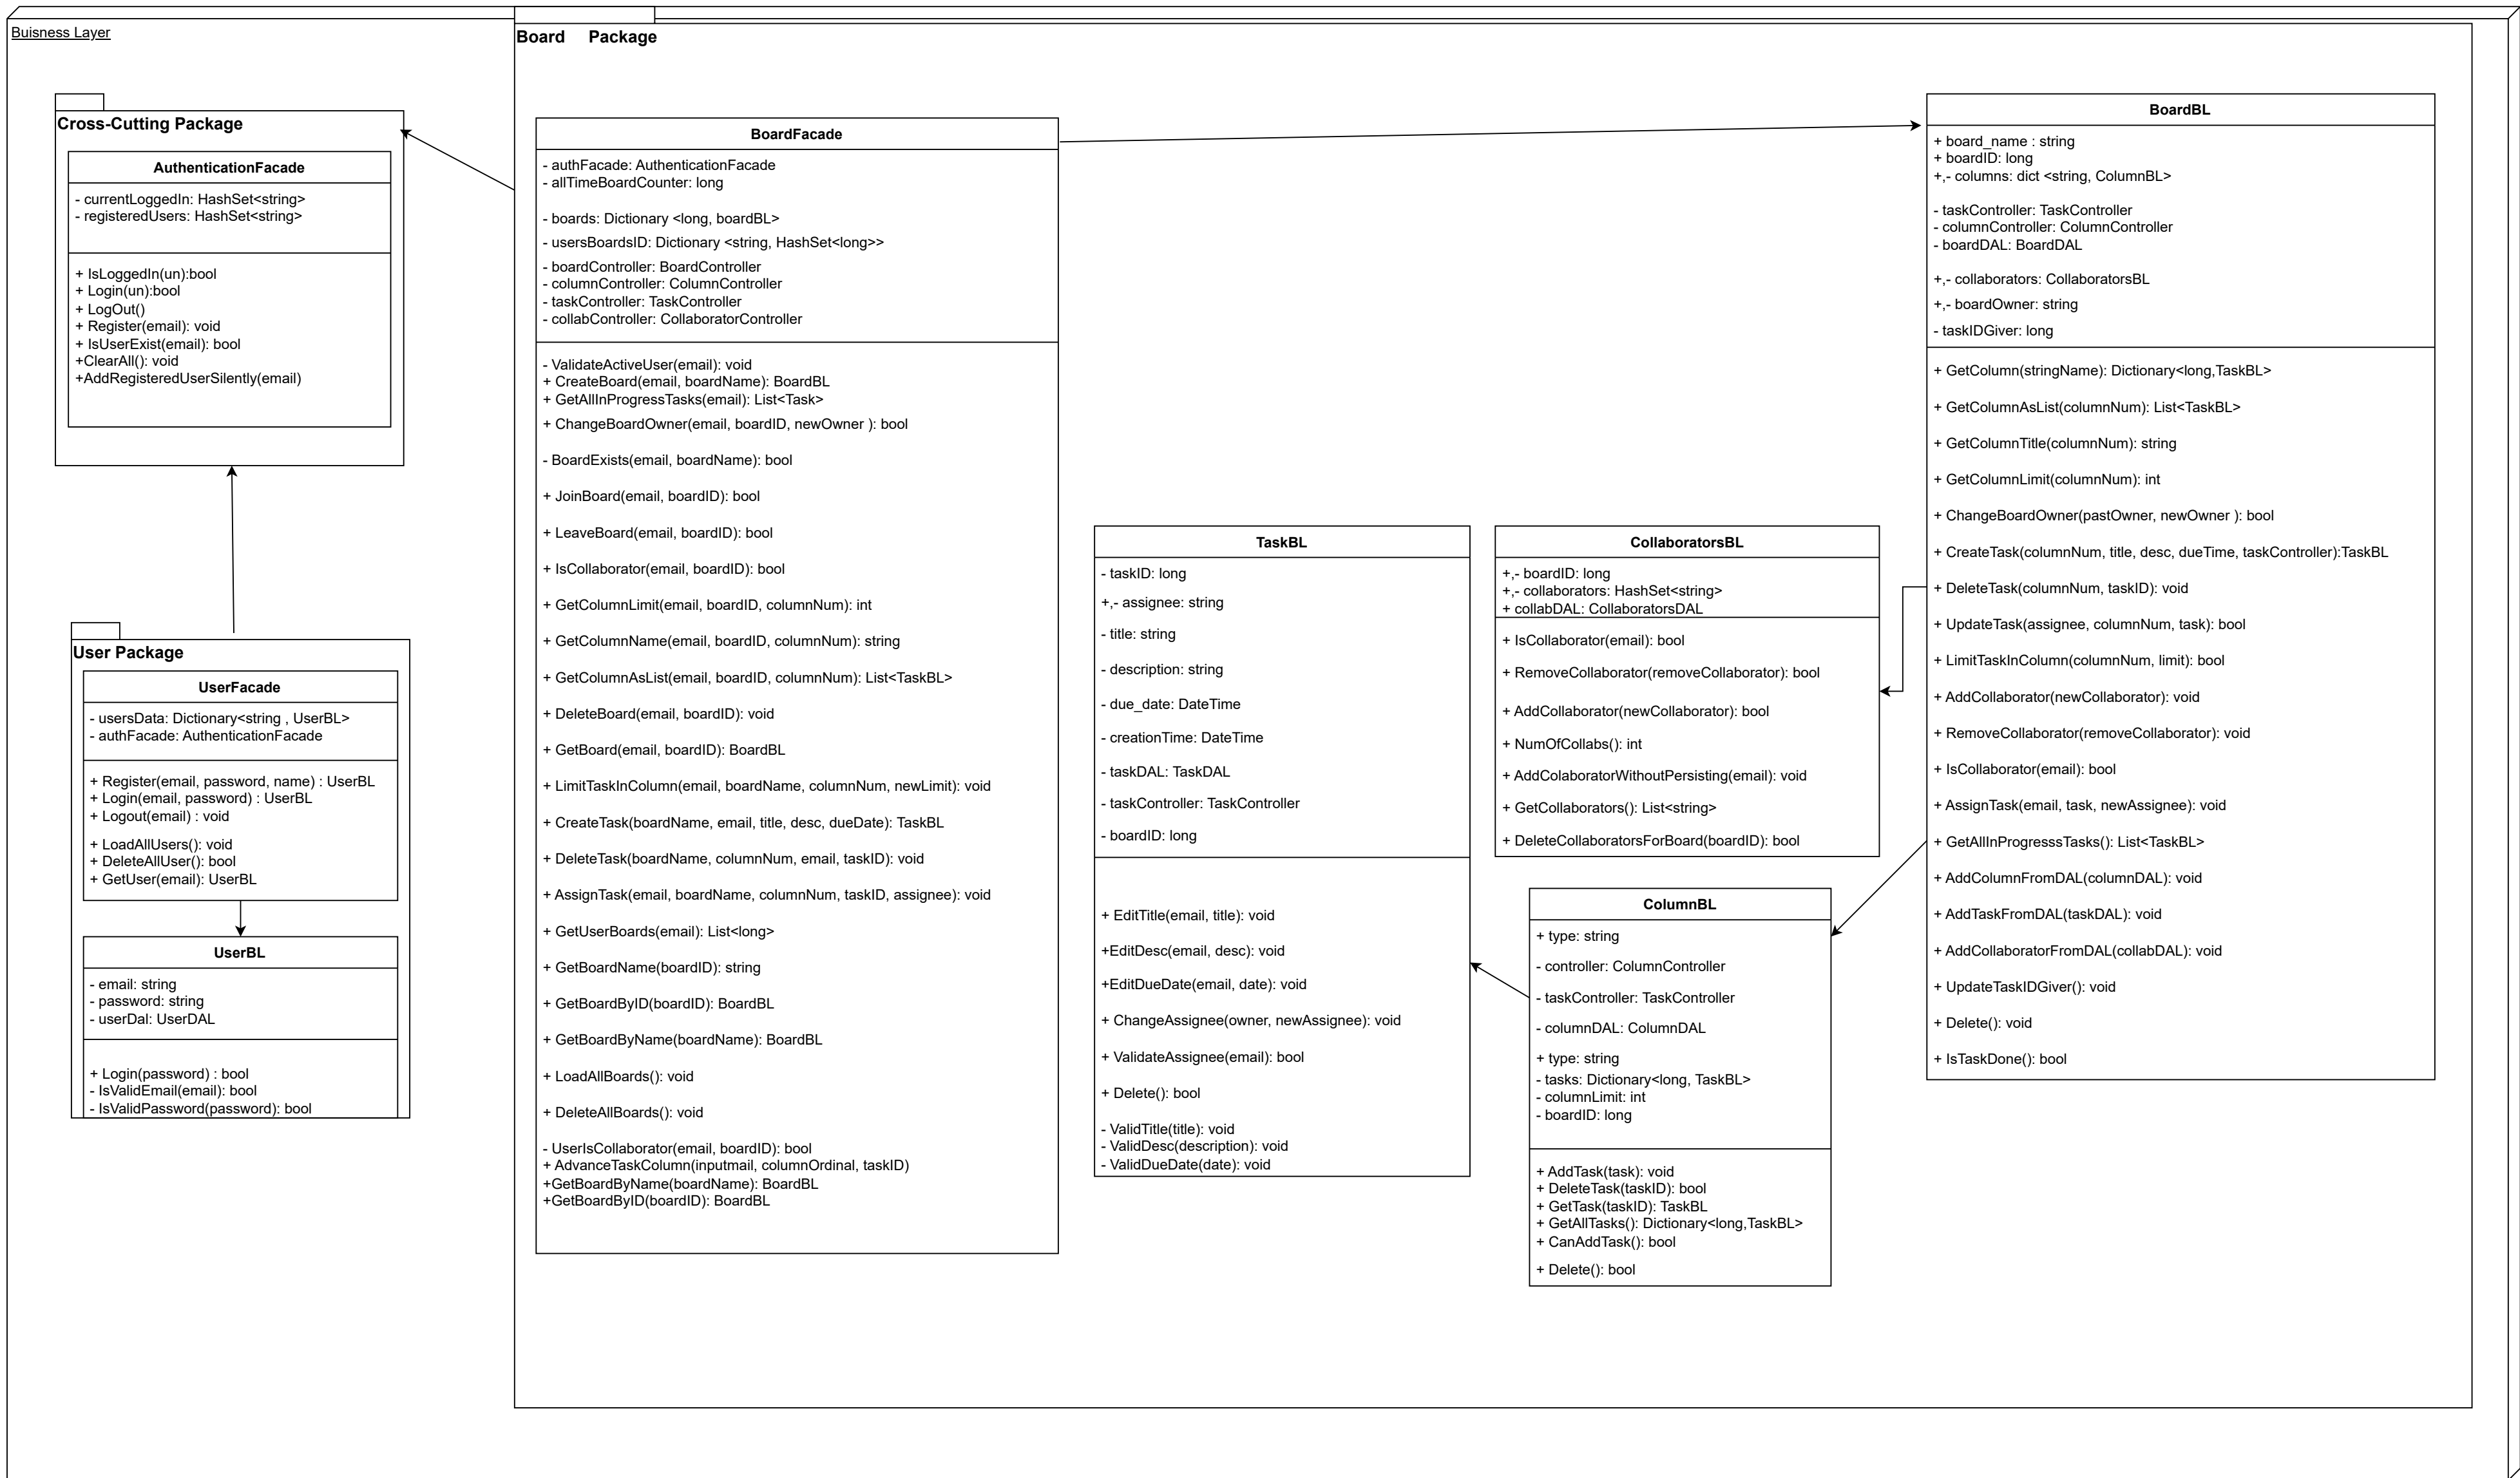 Buisness Layer
Cross-Cutting Package
AuthenticationFacade
- currentLoggedIn: HashSet<string>
- registeredUsers: HashSet<string>
+ IsLoggedIn(un):bool
+ Login(un):bool
+ LogOut()
+ Register(email): void
+ IsUserExist(email): bool
+ClearAll(): void
+AddRegisteredUserSilently(email)
User Package
UserFacade
- usersData: Dictionary<string , UserBL>
- authFacade: AuthenticationFacade
+ Register(email, password, name) : UserBL
+ Login(email, password) : UserBL
+ Logout(email) : void
+ LoadAllUsers(): void
+ DeleteAllUser(): bool
+ GetUser(email): UserBL
UserBL
- email: string
- password: string
- userDal: UserDAL
+ Login(password) : bool
- IsValidEmail(email): bool
- IsValidPassword(password): bool
Board Package
BoardFacade
- authFacade: AuthenticationFacade
- allTimeBoardCounter: long
- boards: Dictionary <long, boardBL>
- usersBoardsID: Dictionary <string, HashSet<long>>
- boardController: BoardController
- columnController: ColumnController
- taskController: TaskController
- collabController: CollaboratorController
- ValidateActiveUser(email): void
+ CreateBoard(email, boardName): BoardBL
+ GetAllInProgressTasks(email): List<Task>
+ ChangeBoardOwner(email, boardID, newOwner ): bool
- BoardExists(email, boardName): bool
+ JoinBoard(email, boardID): bool
+ LeaveBoard(email, boardID): bool
+ IsCollaborator(email, boardID): bool
+ GetColumnLimit(email, boardID, columnNum): int
+ GetColumnName(email, boardID, columnNum): string
+ GetColumnAsList(email, boardID, columnNum): List<TaskBL>
+ DeleteBoard(email, boardID): void
+ GetBoard(email, boardID): BoardBL
+ LimitTaskInColumn(email, boardName, columnNum, newLimit): void
+ CreateTask(boardName, email, title, desc, dueDate): TaskBL
+ DeleteTask(boardName, columnNum, email, taskID): void
+ AssignTask(email, boardName, columnNum, taskID, assignee): void
+ GetUserBoards(email): List<long>
+ GetBoardName(boardID): string
+ GetBoardByID(boardID): BoardBL
+ GetBoardByName(boardName): BoardBL
+ LoadAllBoards(): void
+ DeleteAllBoards(): void
- UserIsCollaborator(email, boardID): bool
+ AdvanceTaskColumn(inputmail, columnOrdinal, taskID)
+GetBoardByName(boardName): BoardBL
+GetBoardByID(boardID): BoardBL
TaskBL
- taskID: long
+,- assignee: string
- title: string
- description: string
- due_date: DateTime
- creationTime: DateTime
- taskDAL: TaskDAL
- taskController: TaskController
- boardID: long
+ EditTitle(email, title): void
+EditDesc(email, desc): void
+EditDueDate(email, date): void
+ ChangeAssignee(owner, newAssignee): void
+ ValidateAssignee(email): bool
+ Delete(): bool
- ValidTitle(title): void
- ValidDesc(description): void
- ValidDueDate(date): void
CollaboratorsBL
+,- boardID: long
+,- collaborators: HashSet<string>
+ collabDAL: CollaboratorsDAL
+ IsCollaborator(email): bool
+ RemoveCollaborator(removeCollaborator): bool
+ AddCollaborator(newCollaborator): bool
+ NumOfCollabs(): int
+ AddColaboratorWithoutPersisting(email): void
+ GetCollaborators(): List<string>
+ DeleteCollaboratorsForBoard(boardID): bool
ColumnBL
+ type: string
- controller: ColumnController
- taskController: TaskController
- columnDAL: ColumnDAL
+ type: string
- tasks: Dictionary<long, TaskBL>
- columnLimit: int
- boardID: long
+ AddTask(task): void
+ DeleteTask(taskID): bool
+ GetTask(taskID): TaskBL
+ GetAllTasks(): Dictionary<long,TaskBL>
+ CanAddTask(): bool
+ Delete(): bool
BoardBL
+ board_name : string
+ boardID: long
+,- columns: dict <string, ColumnBL>
- taskController: TaskController
- columnController: ColumnController
- boardDAL: BoardDAL
+,- collaborators: CollaboratorsBL
+,- boardOwner: string
- taskIDGiver: long
+ GetColumn(stringName): Dictionary<long,TaskBL>
+ GetColumnAsList(columnNum): List<TaskBL>
+ GetColumnTitle(columnNum): string
+ GetColumnLimit(columnNum): int
+ ChangeBoardOwner(pastOwner, newOwner ): bool
+ CreateTask(columnNum, title, desc, dueTime, taskController):TaskBL
+ DeleteTask(columnNum, taskID): void
+ UpdateTask(assignee, columnNum, task): bool
+ LimitTaskInColumn(columnNum, limit): bool
+ AddCollaborator(newCollaborator): void
+ RemoveCollaborator(removeCollaborator): void
+ IsCollaborator(email): bool
+ AssignTask(email, task, newAssignee): void
+ GetAllInProgresssTasks(): List<TaskBL>
+ AddColumnFromDAL(columnDAL): void
+ AddTaskFromDAL(taskDAL): void
+ AddCollaboratorFromDAL(collabDAL): void
+ UpdateTaskIDGiver(): void
+ Delete(): void
+ IsTaskDone(): bool